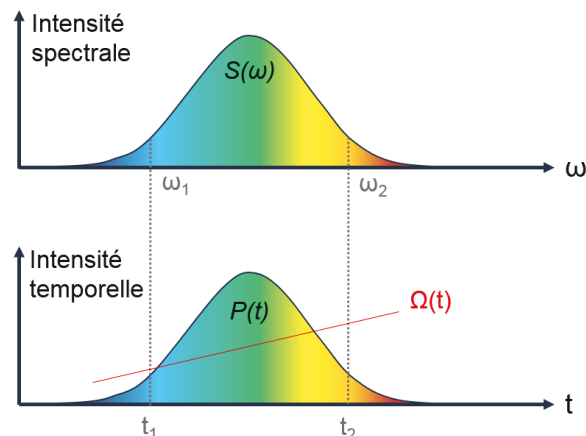 Intensité
spectrale
S(ω)
ω
ω1
ω2
Intensité
temporelle
P(t)
Ω(t)
t
t1
t2